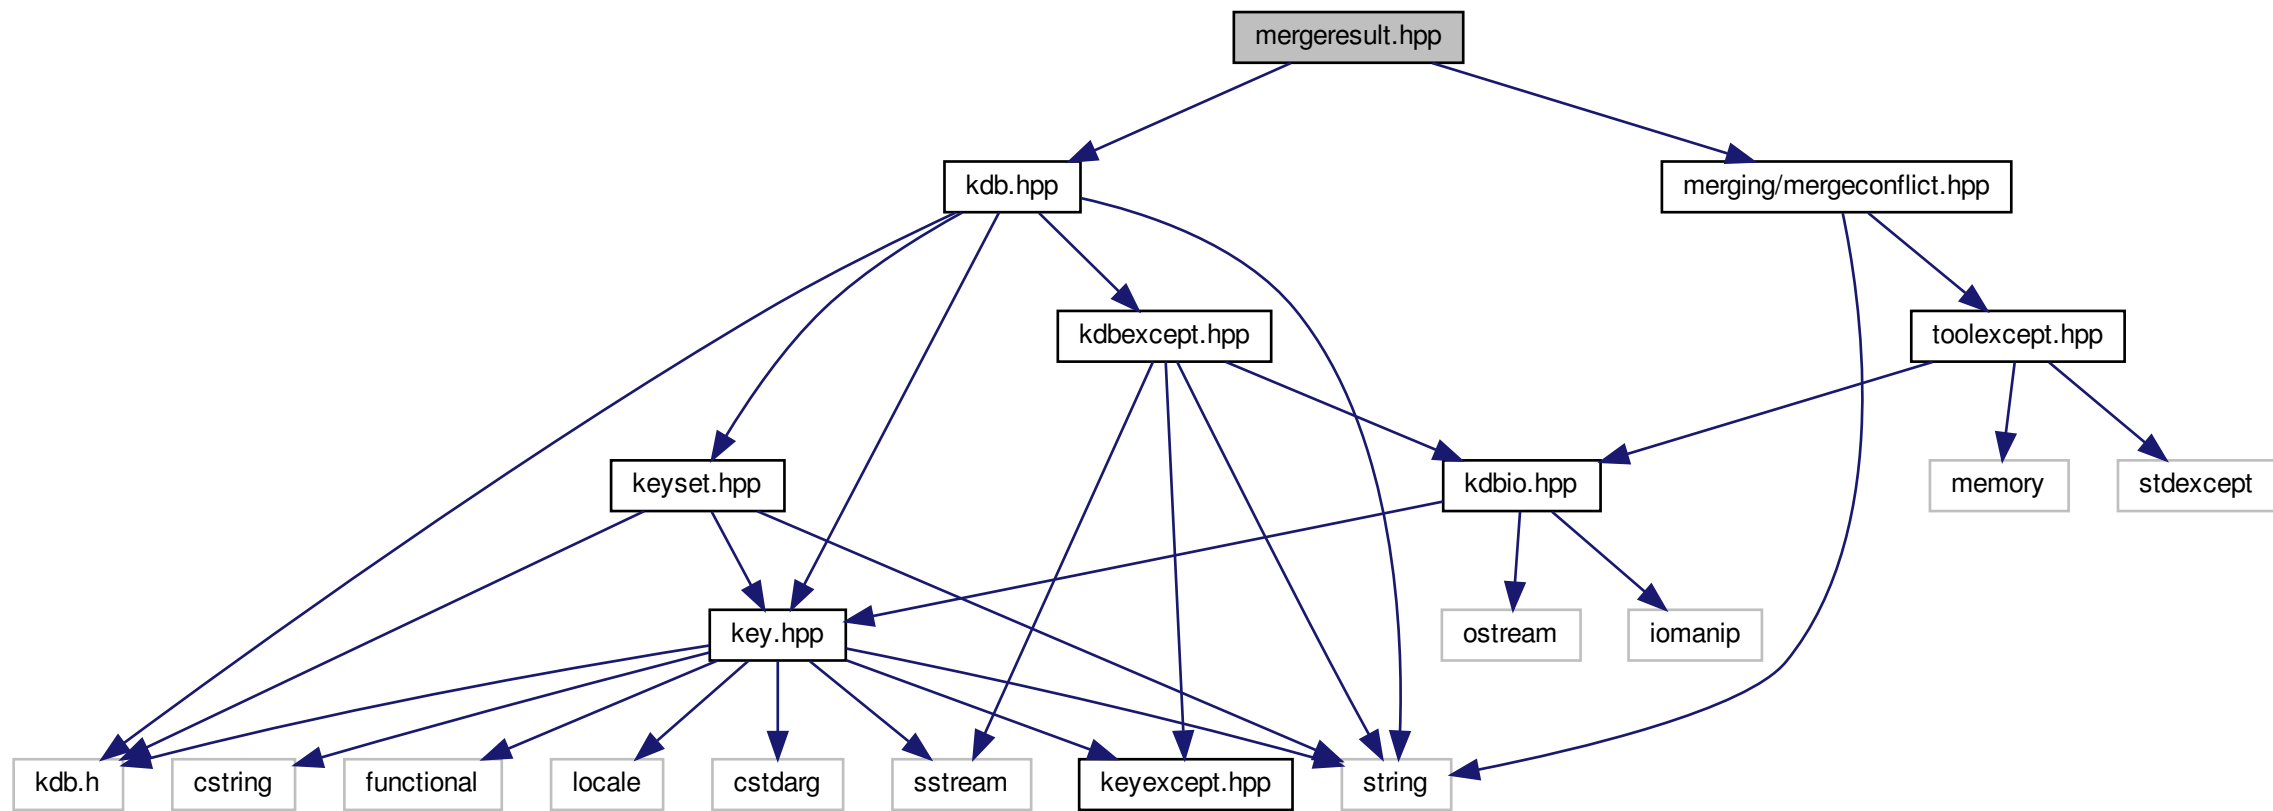 mergeresult.hpp
kdb.hpp
merging/mergeconflict.hpp
kdbexcept.hpp
toolexcept.hpp
keyset.hpp
kdbio.hpp
memory
stdexcept
key.hpp
ostream
iomanip
kdb.h
cstring
functional
locale
cstdarg
sstream
keyexcept.hpp
string